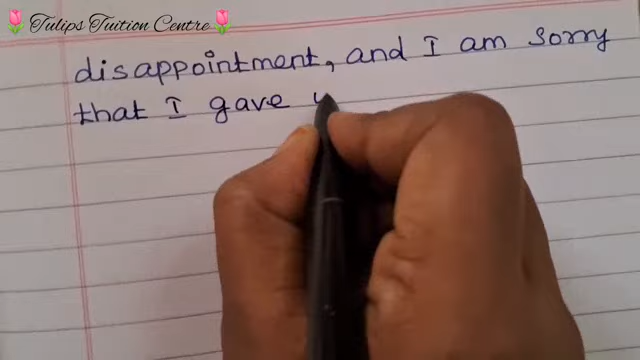 🌷Tulips Tuition Centre🌷
disappointment, and I am sorry
that I gave